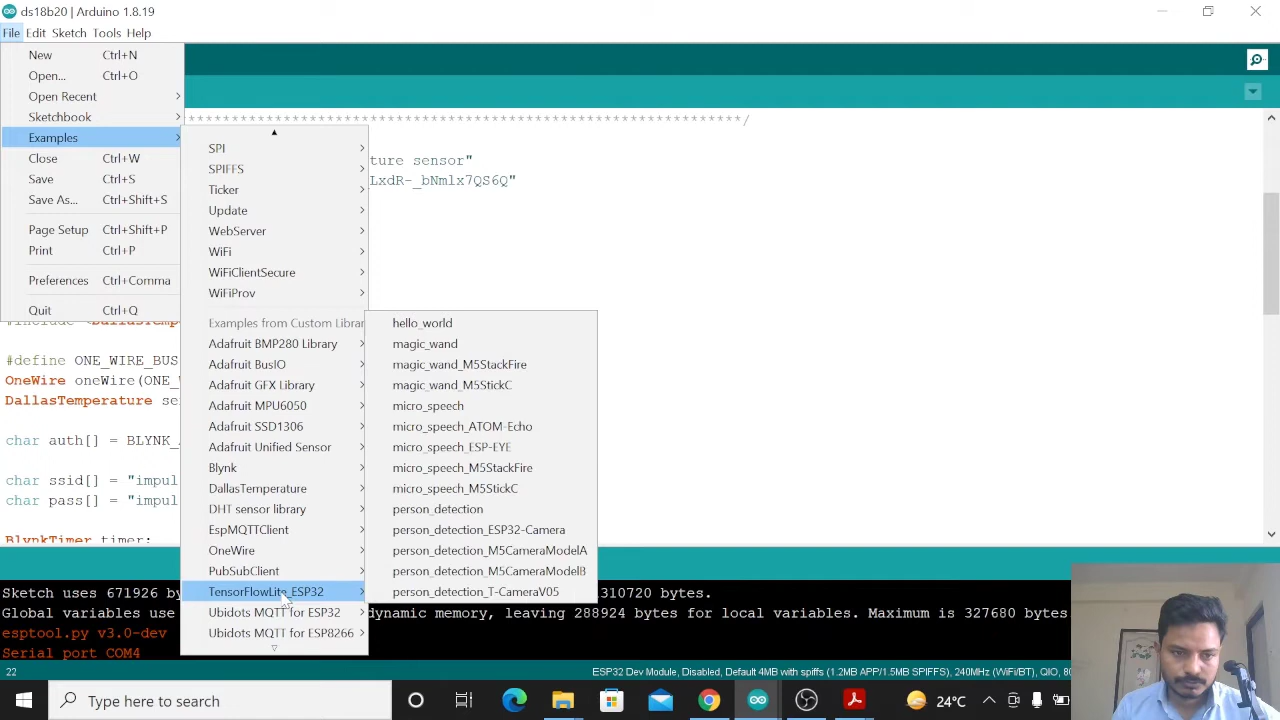 ds18b20 | Arduino 1.8.19
File Edit Sketch Tools Help
New Ctrl+N
Open... Ctrl+O
Open Recent
Sketchbook
Examples
Close Ctrl+W
Save Ctrl+S
Save As... Ctrl+Shift+S
Page Setup Ctrl+Shift+P
Print Ctrl+P
Preferences Ctrl+Comma
Quit Ctrl+Q
SPI
SPIFFS
Ticker
Update
WebServer
WiFi
WiFiClientSecure
WiFiProv
Examples from Custom Librar
Adafruit BMP280 Library
Adafruit BusIO
Adafruit GFX Library
Adafruit MPU6050
Adafruit SSD1306
Adafruit Unified Sensor
Blynk
DallasTemperature
DHT sensor library
EspMQTTClient
OneWire
PubSubClient
TensorFlowLite_ESP32
Ubidots MQTT for ESP32
Ubidots MQTT for ESP8266
hello_world
magic_wand
magic_wand_M5StackFire
magic_wand_M5StickC
micro_speech
micro_speech_ATOM-Echo
micro_speech_ESP-EYE
micro_speech_M5StackFire
micro_speech_M5StickC
person_detection
person_detection_ESP32-Camera
person_detection_M5CameraModelA
person_detection_M5CameraModelB
person_detection_T-CameraV05
***************************************************************/
ture sensor"
LxdR-_bNmlx7QS6Q"
#include <DallasTemp
#define ONE_WIRE_BUS
OneWire oneWire(ONE_
DallasTemperature se
char auth[] = BLYNK_
char ssid[] = "impul
char pass[] = "impul
BlynkTimer timer;
Sketch uses 671926 by 1310720 bytes.
Global variables use dynamic memory, leaving 288924 bytes for local variables. Maximum is 327680 bytes.
esptool.py v3.0-dev
Serial port COM4
22
ESP32 Dev Module, Disabled, Default 4MB with spiffs (1.2MB APP/1.5MB SPIFFS), 240MHz (WiFi/BT), QIO, 80
Type here to search
24°C